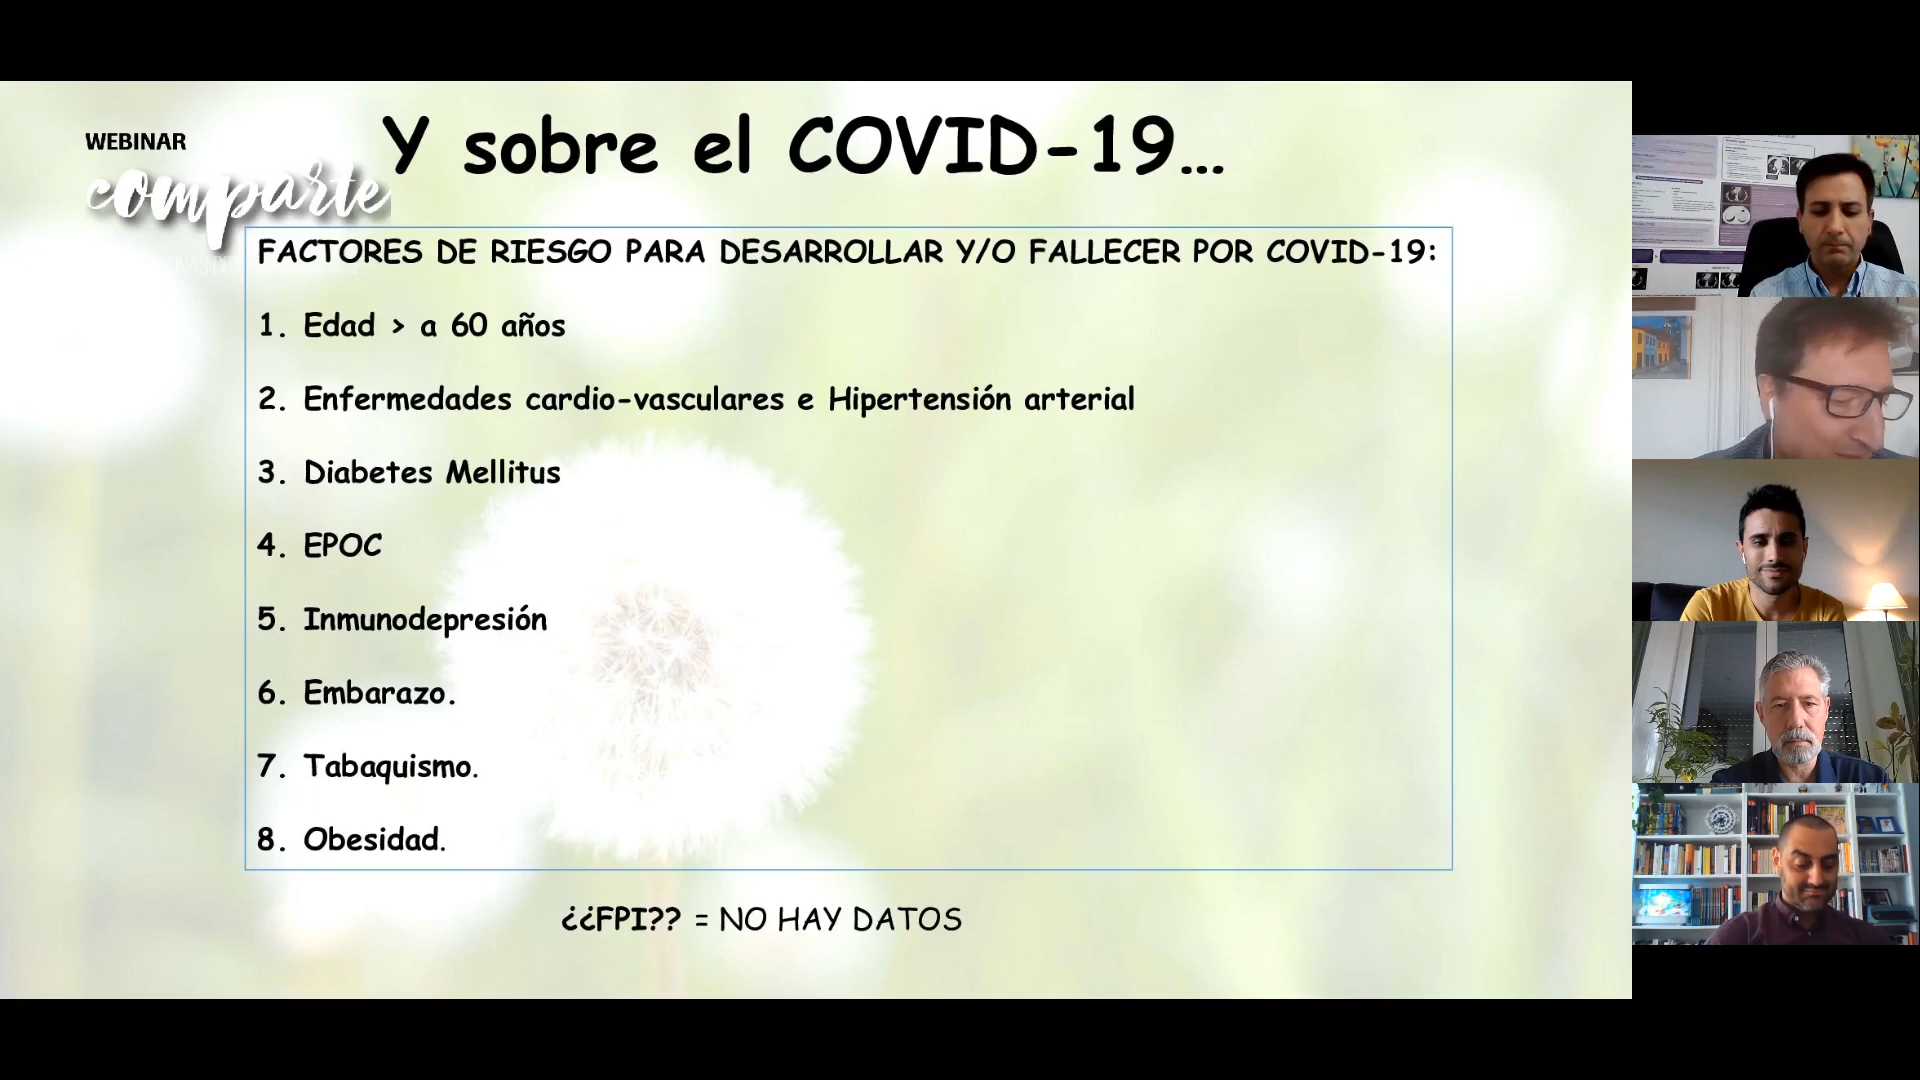 WEBINAR
comparte
Y sobre el COVID-19...
FACTORES DE RIESGO PARA DESARROLLAR Y/O FALLECER POR COVID-19:
1. Edad > a 60 años
2. Enfermedades cardio-vasculares e Hipertensión arterial
3. Diabetes Mellitus
4. EPOC
5. Inmunodepresión
6. Embarazo.
7. Tabaquismo.
8. Obesidad.
¿¿FPI?? = NO HAY DATOS